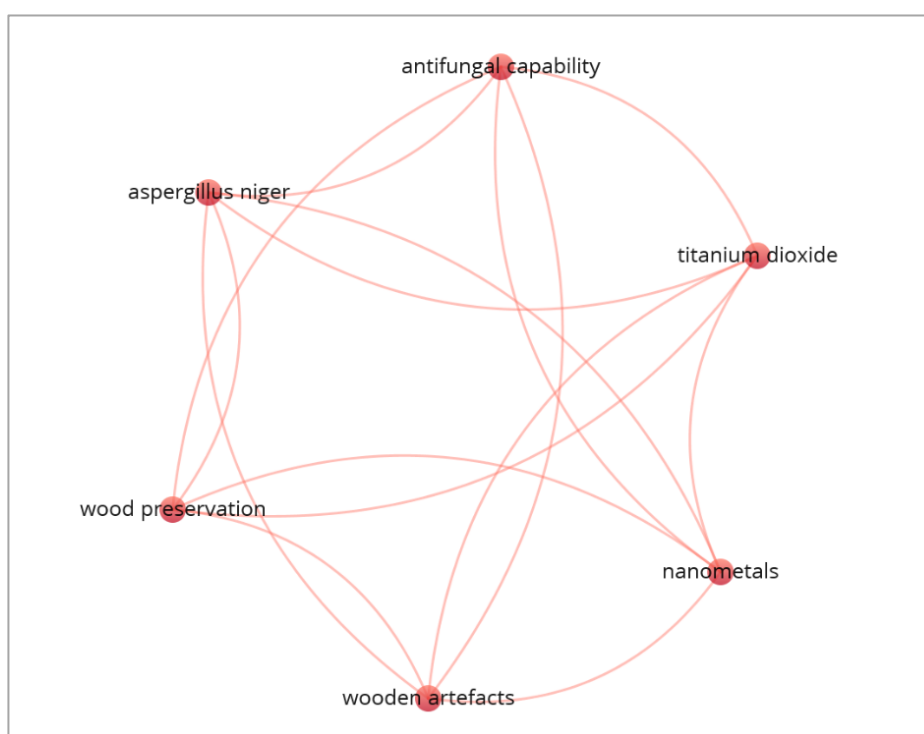 antifungal capability
aspergillus niger
titanium dioxide
wood preservation
nanometals
wooden artefacts